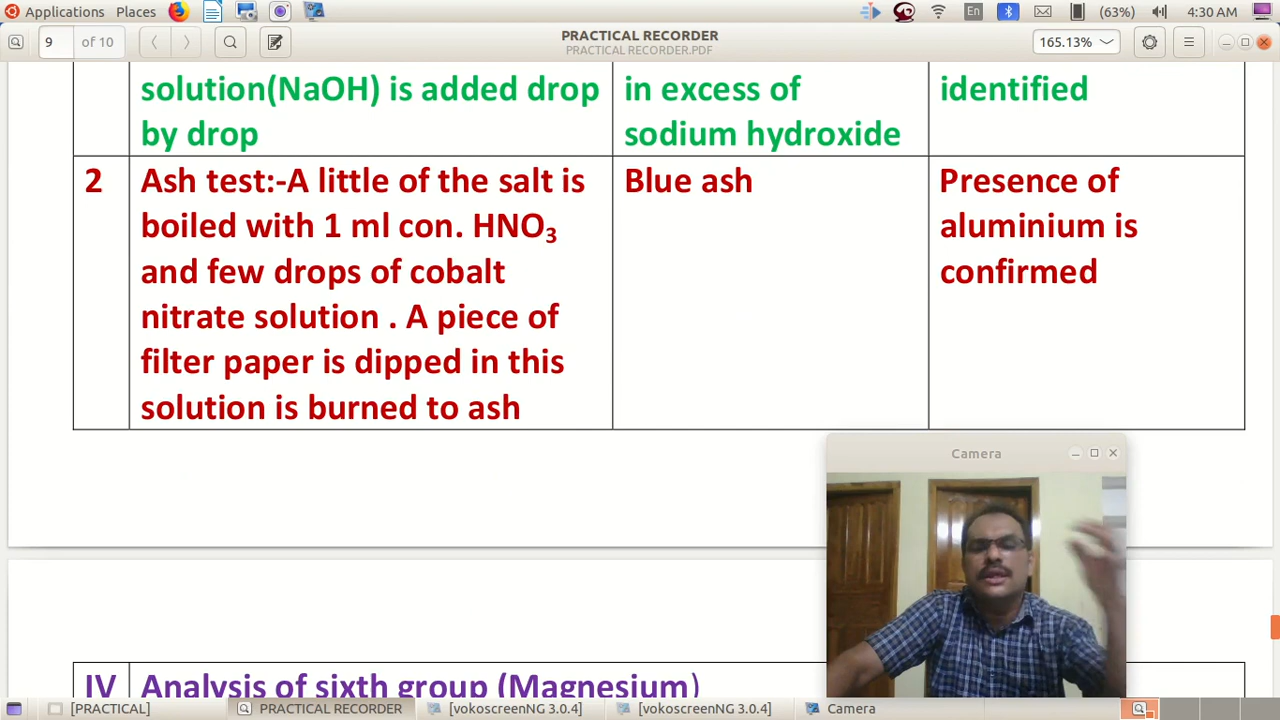 Applications Places En (63%) 4:30 AM
9 of 10 PRACTICAL RECORDER 165.13%
PRACTICAL RECORDER.PDF
solution(NaOH) is added drop in excess of identified
by drop sodium hydroxide
2 Ash test:-A little of the salt is Blue ash Presence of
boiled with 1 ml con. HNO₃ aluminium is
and few drops of cobalt confirmed
nitrate solution . A piece of
filter paper is dipped in this
solution is burned to ash
Camera
IV Analysis of sixth group (Magnesium)
[PRACTICAL] PRACTICAL RECORDER [vokoscreenNG 3.0.4] [vokoscreenNG 3.0.4] Camera